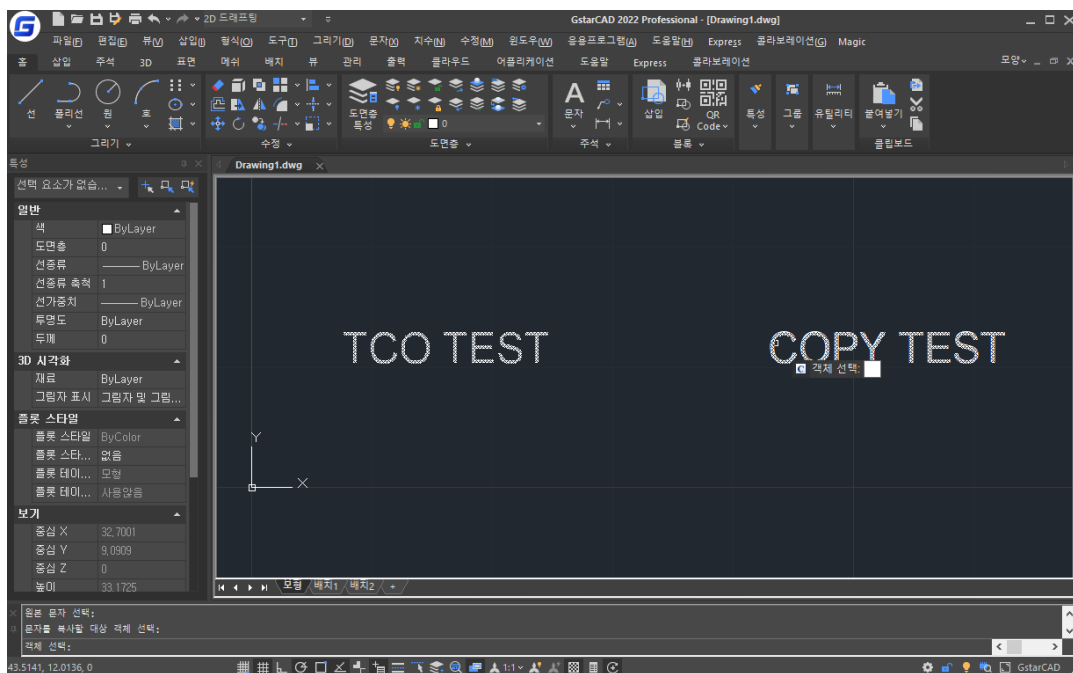 2D 드래프팅
GstarCAD 2022 Professional - [Drawing1.dwg]
파일(F) 편집(E) 뷰(V) 삽입(I) 형식(O) 도구(T) 그리기(D) 문자(X) 치수(N) 수정(M) 윈도우(W) 응용프로그램(A) 도움말(H) Express 콜라보레이션(G) Magic
홈 삽입 주석 3D 표면 메쉬 배치 뷰 관리 출력 클라우드 어플리케이션 도움말 Express 콜라보레이션 모양
선 폴리선 원 호
도면층 특성 0
문자
삽입 QR Code
특성 그룹 유틸리티 붙여넣기
그리기 수정 도면층 주석 블록 클립보드
특성
Drawing1.dwg
선택 요소가 없습...
일반
색 ByLayer
도면층 0
선종류 ByLayer
선종류 축척 1
선가중치 ByLayer
투명도 ByLayer
두께 0
3D 시각화
재료 ByLayer
그림자 표시 그림자 및 그림...
플롯 스타일
플롯 스타일 ByColor
플롯 스타... 없음
플롯 테이... 모형
플롯 테이... 사용않음
보기
중심 X 32.7001
중심 Y 9.0909
중심 Z 0
높이 33.1725
TCO TEST
COPY TEST
객체 선택:
Y
X
모형 배치1 배치2 +
원본 문자 선택:
문자를 복사할 대상 객체 선택:
객체 선택:
43.5141, 12.0136, 0
1:1
GstarCAD